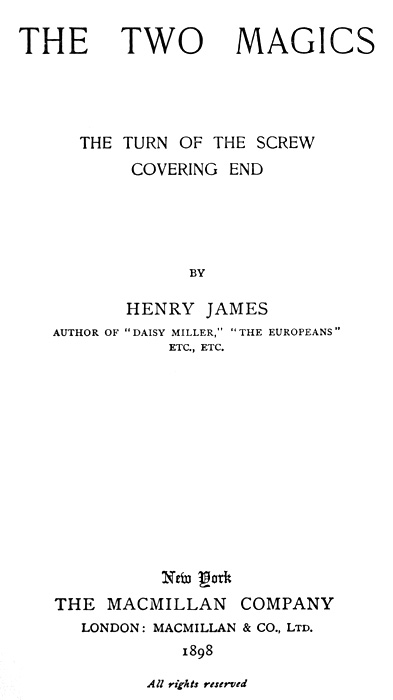 THE TWO MAGICS
THE TURN OF THE SCREW
COVERING END
BY
HENRY JAMES
AUTHOR OF "DAISY MILLER," "THE EUROPEANS"
ETC., ETC.
New York
THE MACMILLAN COMPANY
LONDON: MACMILLAN & CO., LTD.
1898
All rights reserved